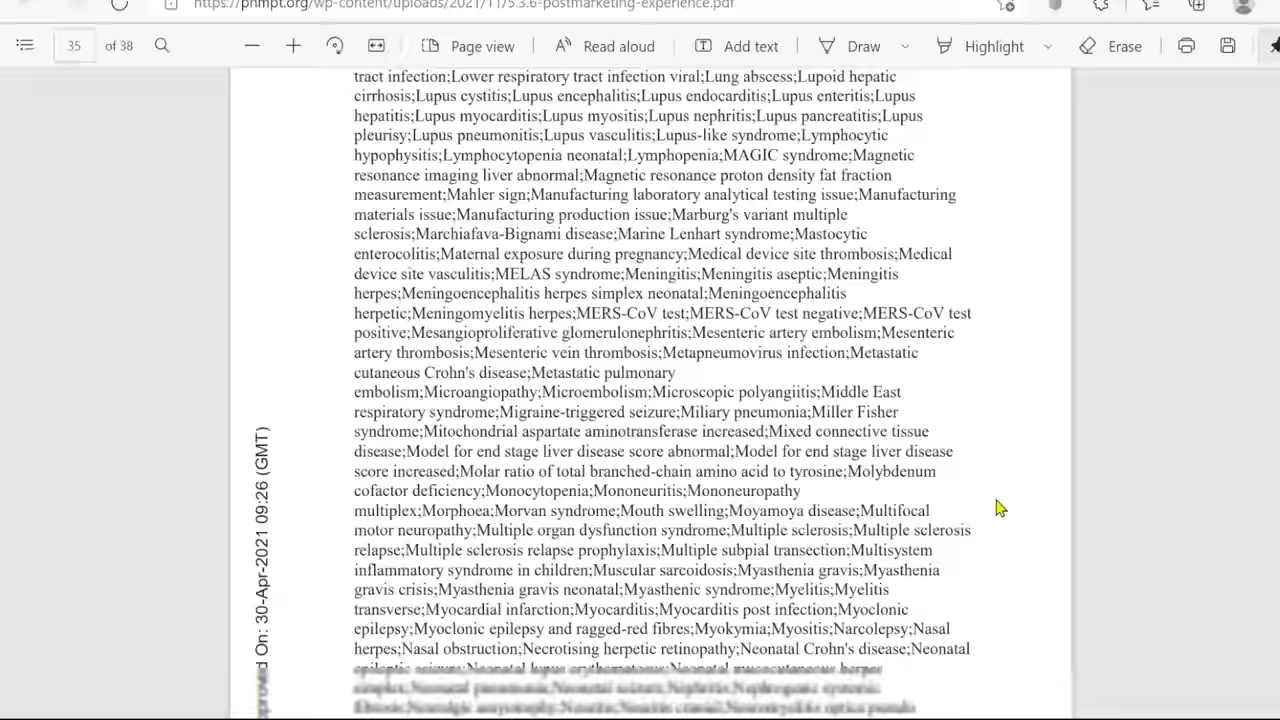 https://phmpt.org/wp-content/uploads/2021/11/5.3.6-postmarketing-experience.pdf
35 of 38 Page view Read aloud Add text Draw Highlight Erase
tract infection;Lower respiratory tract infection viral;Lung abscess;Lupoid hepatic
cirrhosis;Lupus cystitis;Lupus encephalitis;Lupus endocarditis;Lupus enteritis;Lupus
hepatitis;Lupus myocarditis;Lupus myositis;Lupus nephritis;Lupus pancreatitis;Lupus
pleurisy;Lupus pneumonitis;Lupus vasculitis;Lupus-like syndrome;Lymphocytic
hypophysitis;Lymphocytopenia neonatal;Lymphopenia;MAGIC syndrome;Magnetic
resonance imaging liver abnormal;Magnetic resonance proton density fat fraction
measurement;Mahler sign;Manufacturing laboratory analytical testing issue;Manufacturing
materials issue;Manufacturing production issue;Marburg's variant multiple
sclerosis;Marchiafava-Bignami disease;Marine Lenhart syndrome;Mastocytic
enterocolitis;Maternal exposure during pregnancy;Medical device site thrombosis;Medical
device site vasculitis;MELAS syndrome;Meningitis;Meningitis aseptic;Meningitis
herpes;Meningoencephalitis herpes simplex neonatal;Meningoencephalitis
herpetic;Meningomyelitis herpes;MERS-CoV test;MERS-CoV test negative;MERS-CoV test
positive;Mesangioproliferative glomerulonephritis;Mesenteric artery embolism;Mesenteric
artery thrombosis;Mesenteric vein thrombosis;Metapneumovirus infection;Metastatic
cutaneous Crohn's disease;Metastatic pulmonary
embolism;Microangiopathy;Microembolism;Microscopic polyangiitis;Middle East
respiratory syndrome;Migraine-triggered seizure;Miliary pneumonia;Miller Fisher
syndrome;Mitochondrial aspartate aminotransferase increased;Mixed connective tissue
disease;Model for end stage liver disease score abnormal;Model for end stage liver disease
score increased;Molar ratio of total branched-chain amino acid to tyrosine;Molybdenum
cofactor deficiency;Monocytopenia;Mononeuritis;Mononeuropathy
multiplex;Morphoea;Morvan syndrome;Mouth swelling;Moyamoya disease;Multifocal
motor neuropathy;Multiple organ dysfunction syndrome;Multiple sclerosis;Multiple sclerosis
relapse;Multiple sclerosis relapse prophylaxis;Multiple subpial transection;Multisystem
inflammatory syndrome in children;Muscular sarcoidosis;Myasthenia gravis;Myasthenia
gravis crisis;Myasthenia gravis neonatal;Myasthenic syndrome;Myelitis;Myelitis
transverse;Myocardial infarction;Myocarditis;Myocarditis post infection;Myoclonic
epilepsy;Myoclonic epilepsy and ragged-red fibres;Myokymia;Myositis;Narcolepsy;Nasal
herpes;Nasal obstruction;Necrotising herpetic retinopathy;Neonatal Crohn's disease;Neonatal
epileptic seizure;Neonatal lupus erythematosus;Neonatal mucocutaneous herpes
simplex;Neonatal pneumonia;Neonatal seizure;Nephritis;Nephrogenic systemic
d On: 30-Apr-2021 09:26 (GMT)